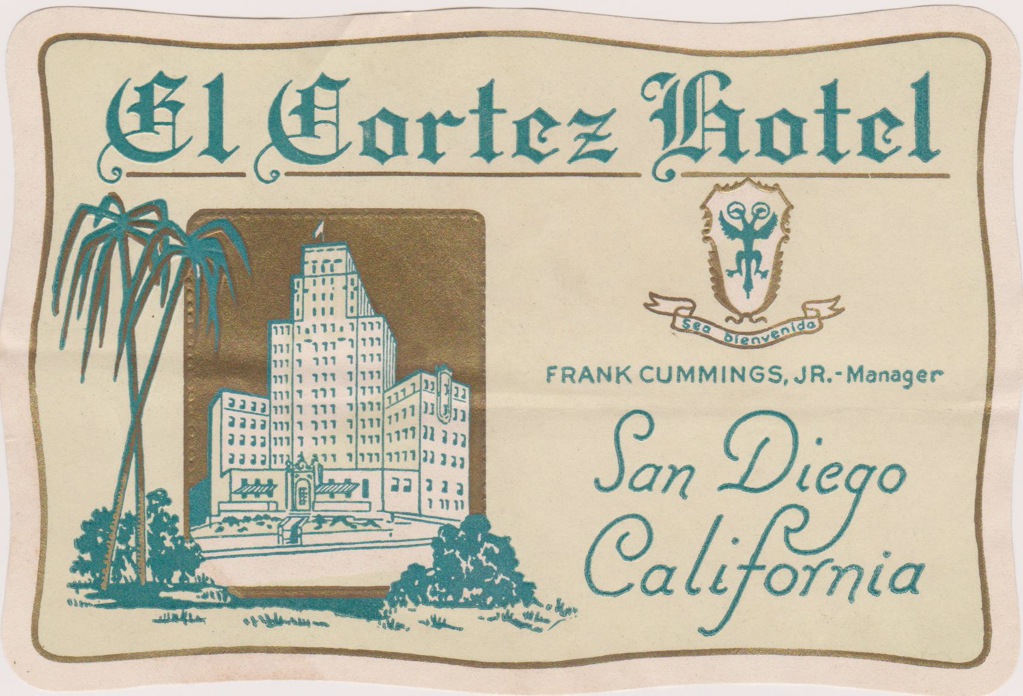 El Cortez Hotel
Sea bienvenido
FRANK CUMMINGS, JR.-Manager
San Diego
California